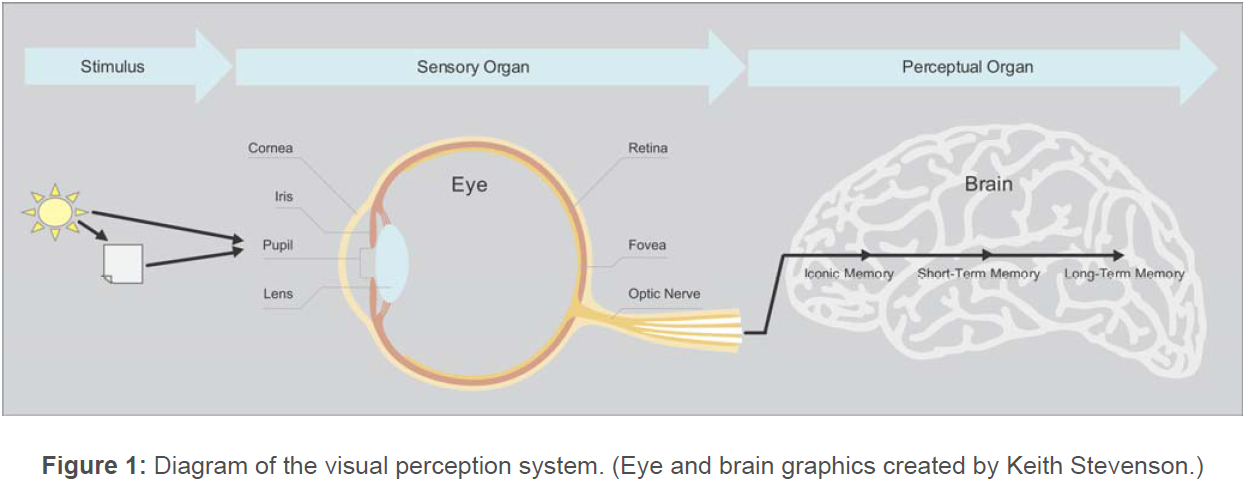 Stimulus
Sensory Organ
Perceptual Organ
Cornea
Iris
Pupil
Lens
Eye
Retina
Fovea
Optic Nerve
Brain
Iconic Memory
Short-Term Memory
Long-Term Memory
Figure 1: Diagram of the visual perception system. (Eye and brain graphics created by Keith Stevenson.)